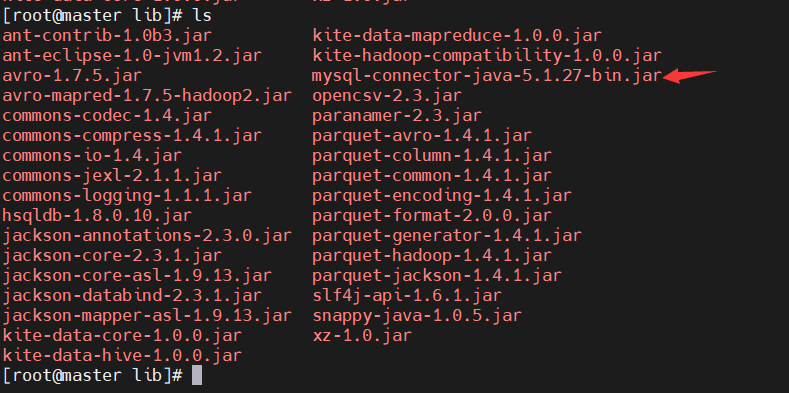 [root@master lib]# ls
ant-contrib-1.0b3.jar kite-data-mapreduce-1.0.0.jar
ant-eclipse-1.0-jvm1.2.jar kite-hadoop-compatibility-1.0.0.jar
avro-1.7.5.jar mysql-connector-java-5.1.27-bin.jar
avro-mapred-1.7.5-hadoop2.jar opencsv-2.3.jar
commons-codec-1.4.jar paranamer-2.3.jar
commons-compress-1.4.1.jar parquet-avro-1.4.1.jar
commons-io-1.4.jar parquet-column-1.4.1.jar
commons-jexl-2.1.1.jar parquet-common-1.4.1.jar
commons-logging-1.1.1.jar parquet-encoding-1.4.1.jar
hsqldb-1.8.0.10.jar parquet-format-2.0.0.jar
jackson-annotations-2.3.0.jar parquet-generator-1.4.1.jar
jackson-core-2.3.1.jar parquet-hadoop-1.4.1.jar
jackson-core-asl-1.9.13.jar parquet-jackson-1.4.1.jar
jackson-databind-2.3.1.jar slf4j-api-1.6.1.jar
jackson-mapper-asl-1.9.13.jar snappy-java-1.0.5.jar
kite-data-core-1.0.0.jar xz-1.0.jar
kite-data-hive-1.0.0.jar
[root@master lib]#